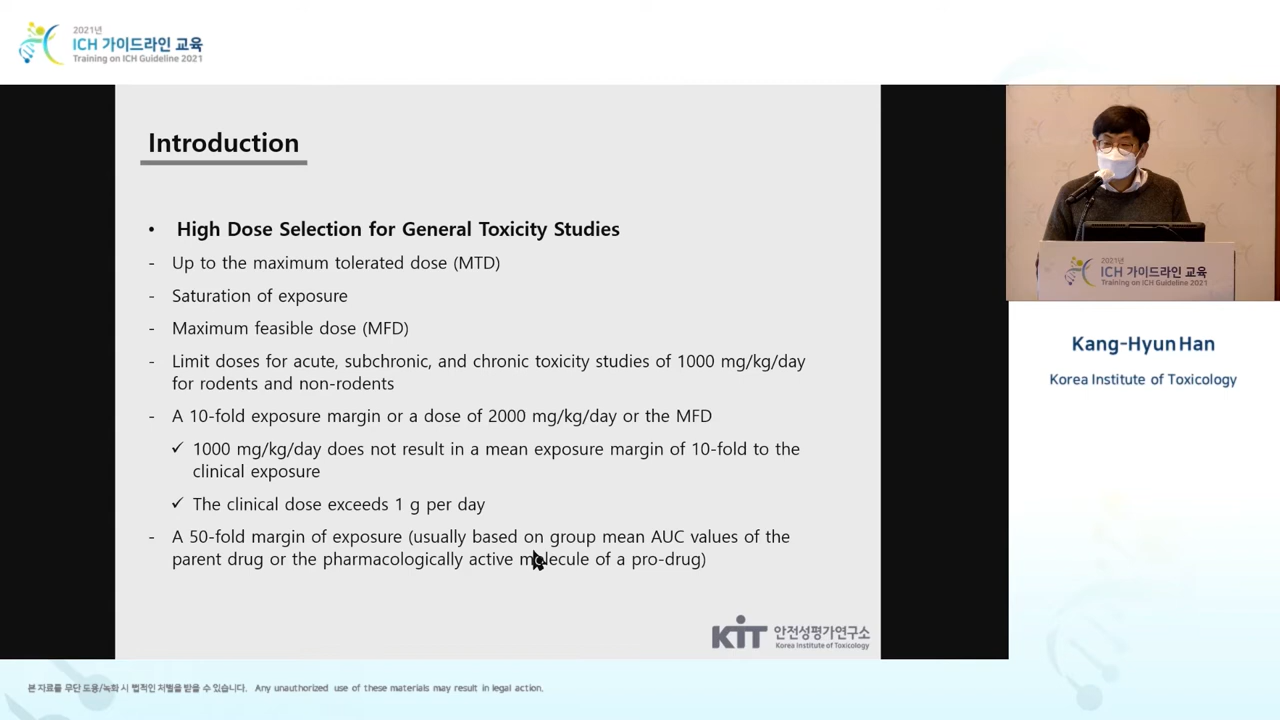 2021년
ICH 가이드라인 교육
Training on ICH Guideline 2021
Introduction
• High Dose Selection for General Toxicity Studies
- Up to the maximum tolerated dose (MTD)
- Saturation of exposure
- Maximum feasible dose (MFD)
- Limit doses for acute, subchronic, and chronic toxicity studies of 1000 mg/kg/day
for rodents and non-rodents
- A 10-fold exposure margin or a dose of 2000 mg/kg/day or the MFD
✓ 1000 mg/kg/day does not result in a mean exposure margin of 10-fold to the
clinical exposure
✓ The clinical dose exceeds 1 g per day
- A 50-fold margin of exposure (usually based on group mean AUC values of the
parent drug or the pharmacologically active molecule of a pro-drug)
KIT 안전성평가연구소
Korea Institute of Toxicology
2021년
ICH 가이드라인 교육
Training on ICH Guideline 2021
Kang-Hyun Han
Korea Institute of Toxicology
본 자료를 무단 도용/녹화 시 법적인 처벌을 받을 수 있습니다. Any unauthorized use of these materials may result in legal action.